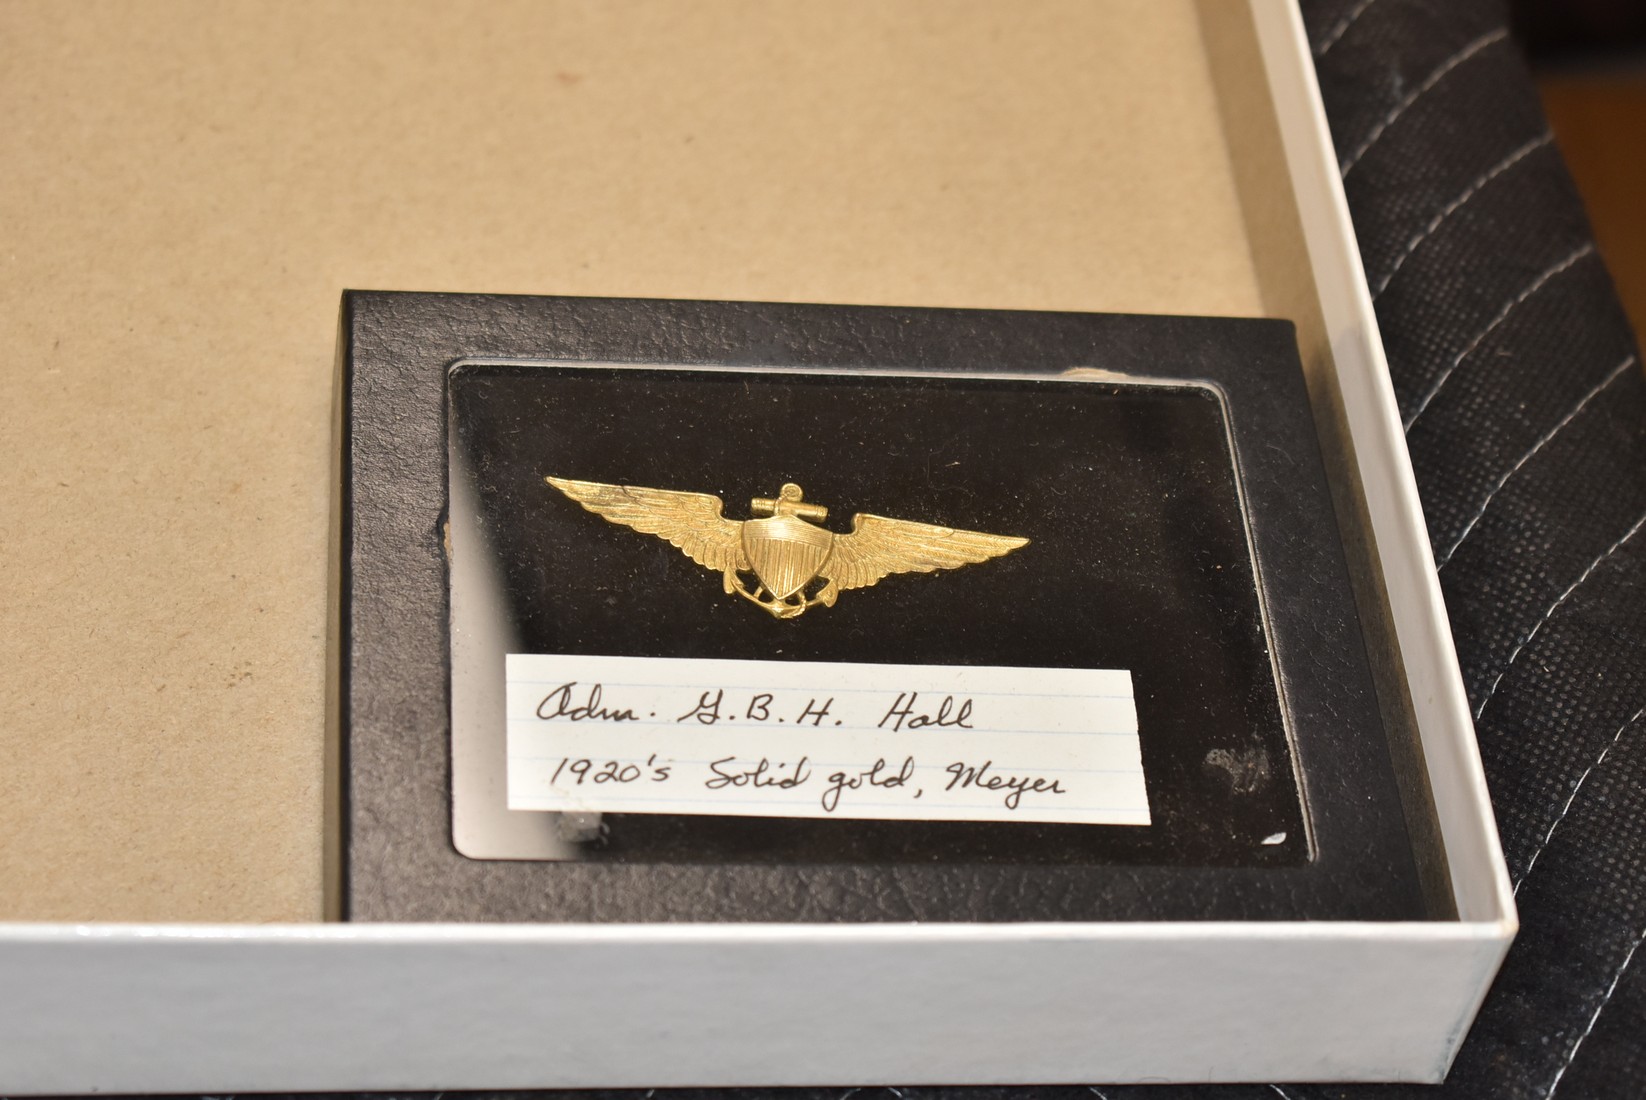 Adm. G.B.H. Hall
1920's Solid gold, Meyer